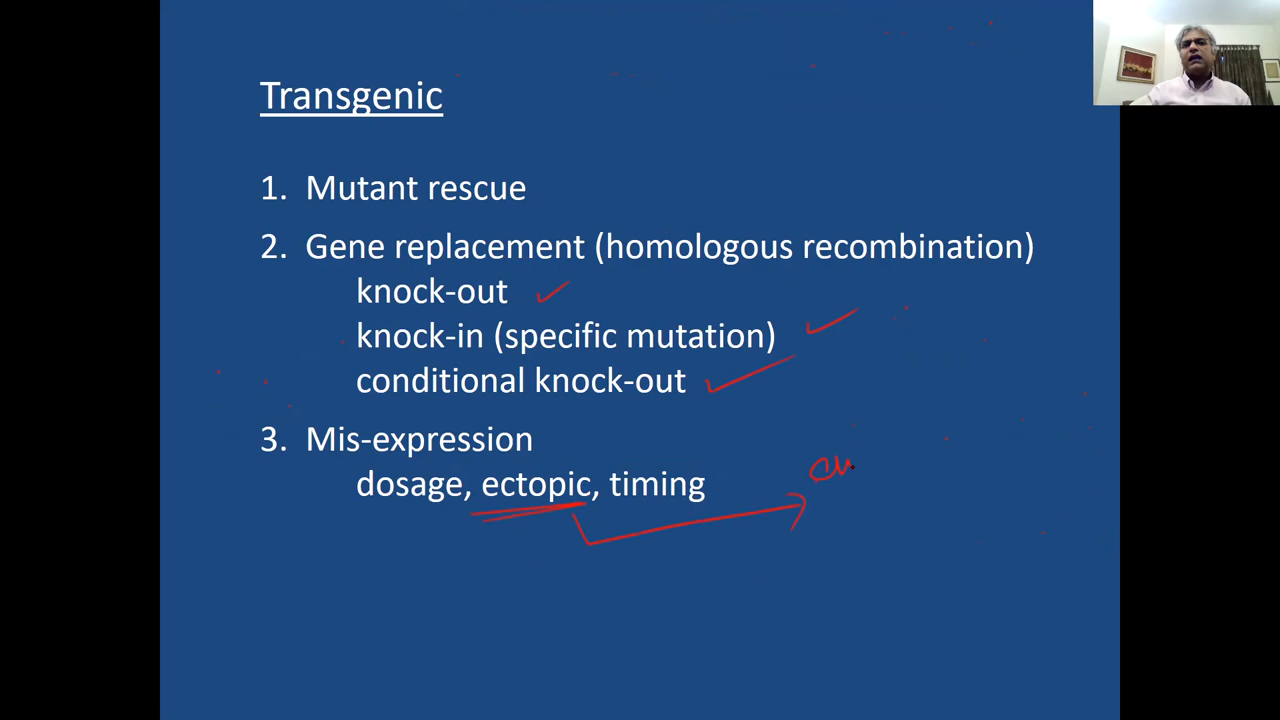 Transgenic
1. Mutant rescue
2. Gene replacement (homologous recombination)
knock-out
knock-in (specific mutation)
conditional knock-out
3. Mis-expression
dosage, ectopic, timing